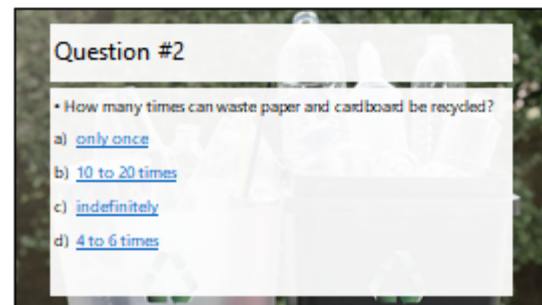 Question #2
• How many times can waste paper and cardboard be recycled?
a) only once
b) 10 to 20 times
c) indefinitely
d) 4 to 6 times